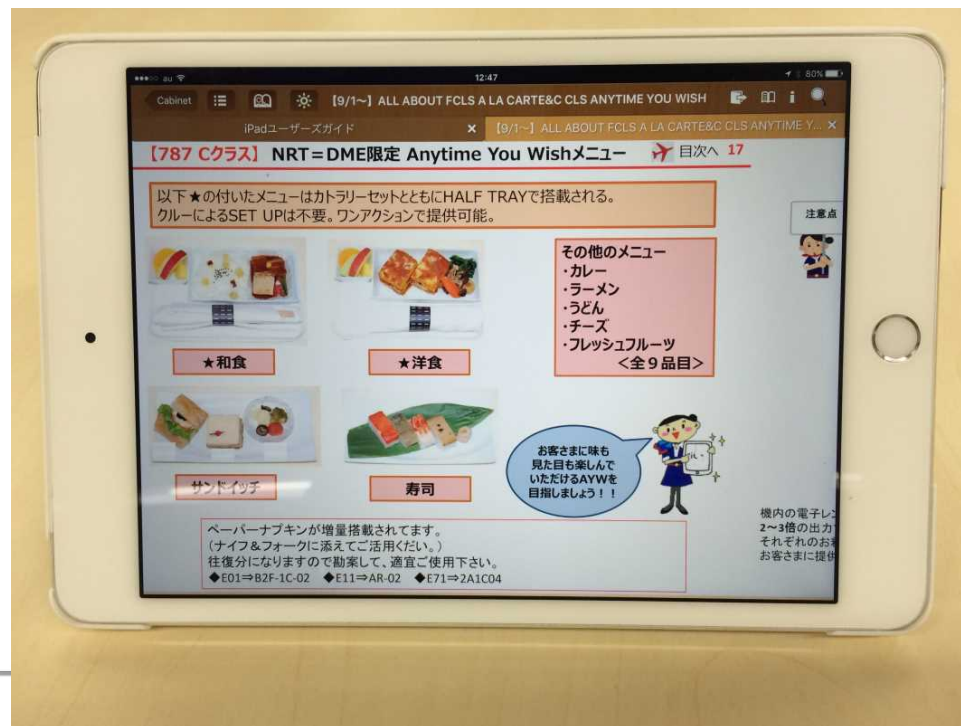 au 12:47 80%
Cabinet 【9/1~】 ALL ABOUT FCLS A LA CARTE&C CLS ANYTIME YOU WISH
iPadユーザーズガイド × 【9/1~】 ALL ABOUT FCLS A LA CARTE&C CLS ANYTIME Y... ×
【787 Cクラス】 NRT=DME限定 Anytime You Wishメニュー 目次へ 17
以下★の付いたメニューはカトラリーセットとともにHALF TRAYで搭載される。
クルーによるSET UPは不要。ワンアクションで提供可能。
注意点
その他のメニュー
・カレー
・ラーメン
・うどん
・チーズ
・フレッシュフルーツ
<全9品目>
★和食
★洋食
サンドイッチ
寿司
お客さまに味も
見た目も楽しんで
いただけるAYWを
目指しましょう!!
ペーパーナプキンが増量搭載されてます。
(ナイフ&フォークに添えてご活用くだい。)
往復分になりますので勘案して、適宜ご使用下さい。
◆E01⇒B2F-1C-02 ◆E11⇒AR-02 ◆E71⇒2A1C04
機内の電子レン
2~3倍の出力
それぞれのお
お客さまに提供